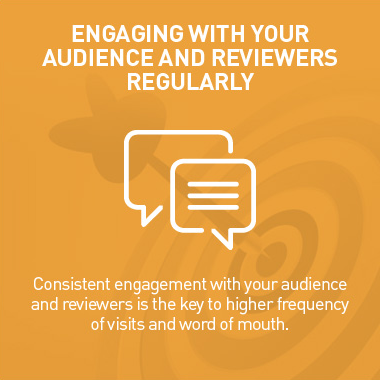 ENGAGING WITH YOUR
AUDIENCE AND REVIEWERS
REGULARLY
Consistent engagement with your audience
and reviewers is the key to higher frequency
of visits and word of mouth.